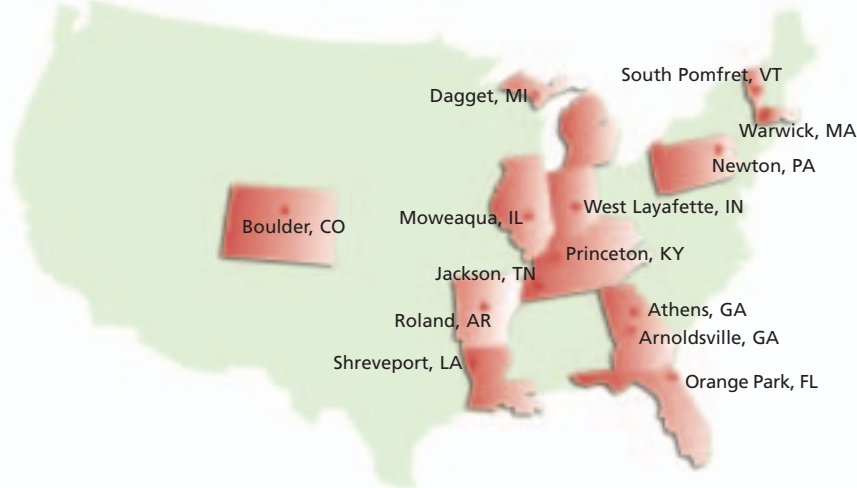 South Pomfret, VT
Dagget, MI
Warwick, MA
Newton, PA
West Layafette, IN
Moweaqua, IL
Boulder, CO
Princeton, KY
Jackson, TN
Athens, GA
Roland, AR
Arnoldsville, GA
Shreveport, LA
Orange Park, FL